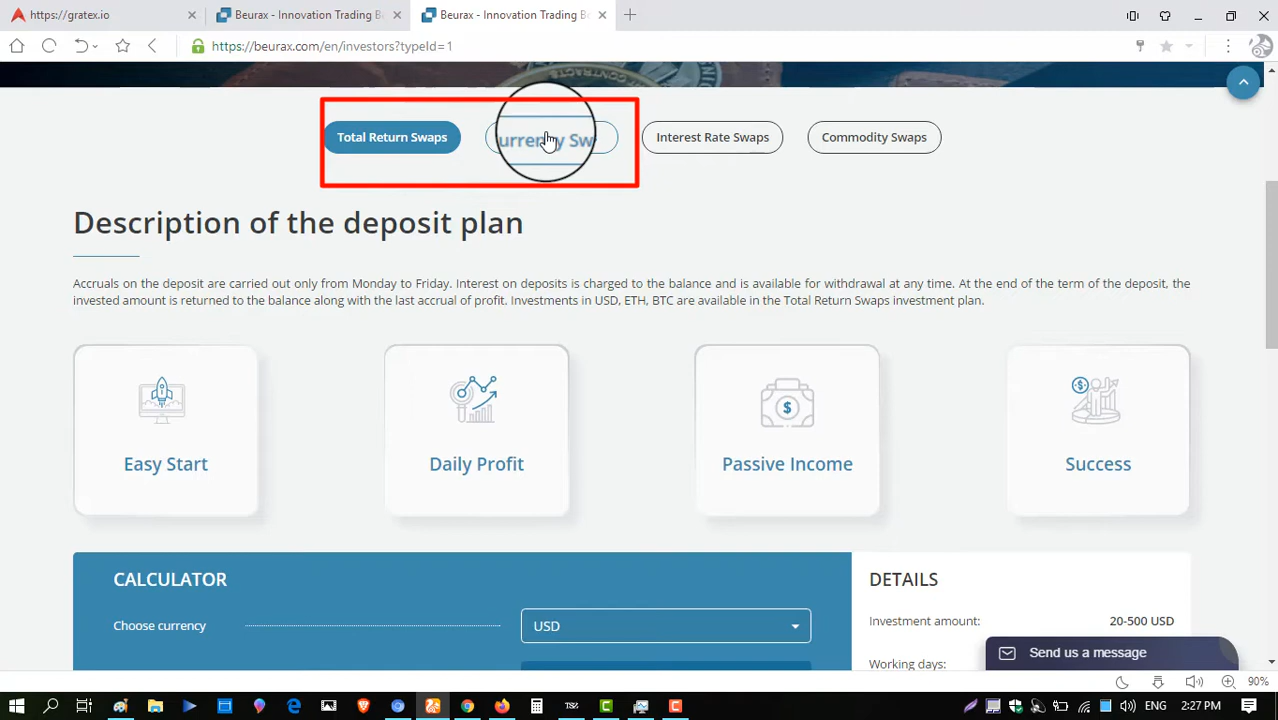 https://gratex.io
Beurax - Innovation Trading B
Beurax - Innovation Trading B
https://beurax.com/en/investors?typeId=1
Total Return Swaps
urrency Sw
Interest Rate Swaps
Commodity Swaps
Description of the deposit plan
Accruals on the deposit are carried out only from Monday to Friday. Interest on deposits is charged to the balance and is available for withdrawal at any time. At the end of the term of the deposit, the
invested amount is returned to the balance along with the last accrual of profit. Investments in USD, ETH, BTC are available in the Total Return Swaps investment plan.
Easy Start
Daily Profit
Passive Income
Success
CALCULATOR
DETAILS
Choose currency
USD
Investment amount:
20-500 USD
Working days:
Send us a message
90%
ENG
2:27 PM